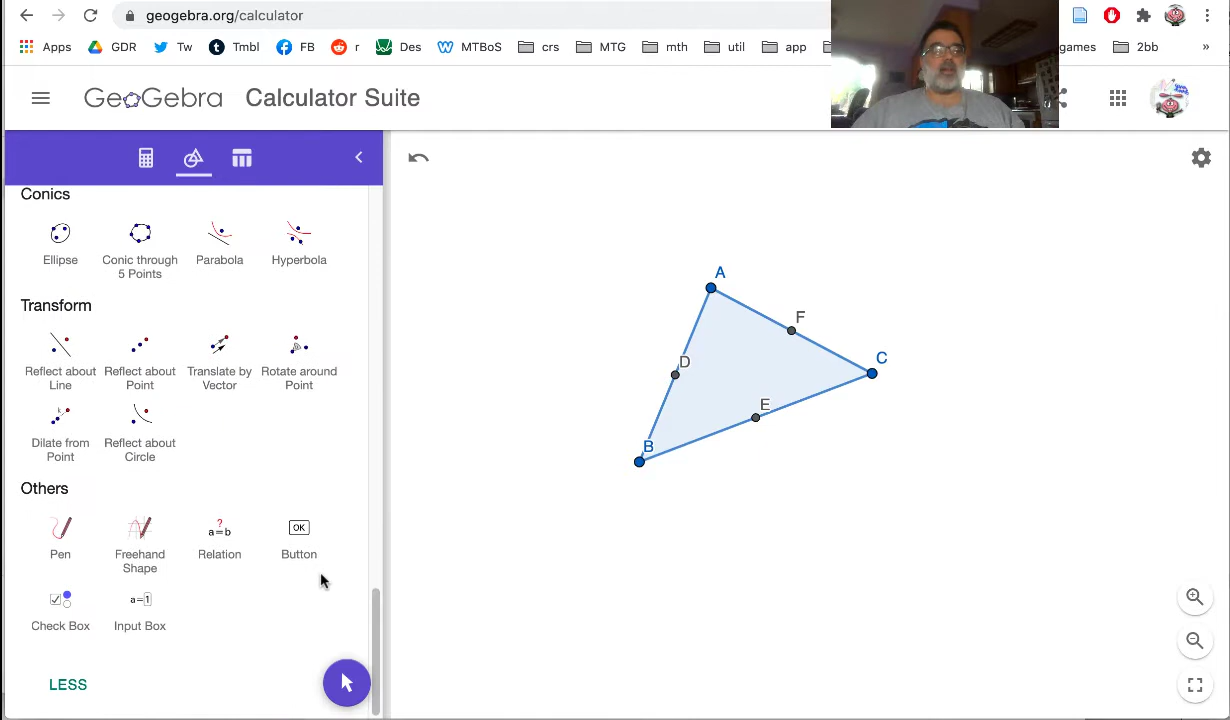 geogebra.org/calculator
Apps GDR Tw Tmbl FB r Des MTBoS crs MTG mth util app games 2bb »
GeoGebra Calculator Suite
Conics
Ellipse Conic through 5 Points Parabola Hyperbola
Transform
Reflect about Line Reflect about Point Translate by Vector Rotate around Point
k
Dilate from Point Reflect about Circle
Others
?
a=b OK
Pen Freehand Shape Relation Button
a=1
Check Box Input Box
LESS
A
F
C
D
E
B